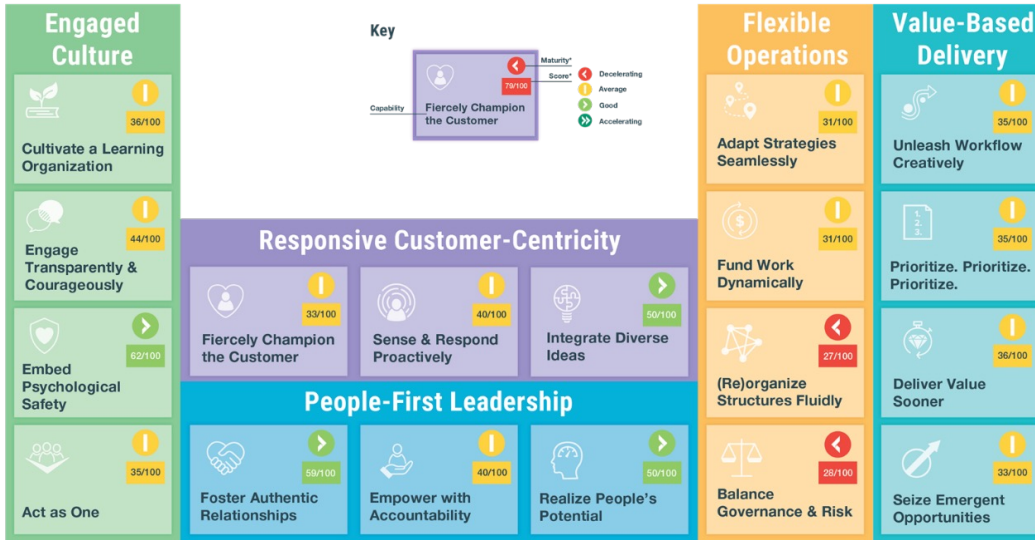 Engaged
Culture
36/100
Cultivate a Learning
Organization
44/100
Engage
Transparently &
Courageously
62/100
Embed
Psychological
Safety
35/100
Act as One
Key
Maturity*
Score*
79/100
Capability
Fiercely Champion
the Customer
Decelerating
Average
Good
Accelerating
Responsive Customer-Centricity
33/100
Fiercely Champion
the Customer
40/100
Sense & Respond
Proactively
50/100
Integrate Diverse
Ideas
People-First Leadership
59/100
Foster Authentic
Relationships
40/100
Empower with
Accountability
50/100
Realize People's
Potential
Flexible
Operations
31/100
Adapt Strategies
Seamlessly
$
31/100
Fund Work
Dynamically
27/100
(Re)organize
Structures Fluidly
28/100
Balance
Governance & Risk
Value-Based
Delivery
35/100
Unleash Workflow
Creatively
1.
2.
3.
35/100
Prioritize. Prioritize.
Prioritize.
36/100
Deliver Value
Sooner
33/100
Seize Emergent
Opportunities